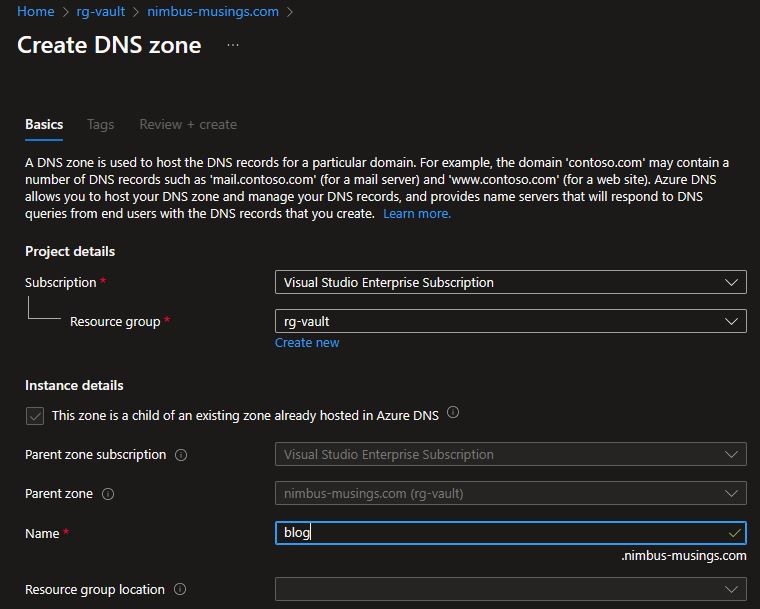 Home > rg-vault > nimbus-musings.com >
Create DNS zone ...
Basics Tags Review + create
A DNS zone is used to host the DNS records for a particular domain. For example, the domain 'contoso.com' may contain a
number of DNS records such as 'mail.contoso.com' (for a mail server) and 'www.contoso.com' (for a web site). Azure DNS
allows you to host your DNS zone and manage your DNS records, and provides name servers that will respond to DNS
queries from end users with the DNS records that you create. Learn more.
Project details
Subscription * Visual Studio Enterprise Subscription
Resource group * rg-vault
Create new
Instance details
This zone is a child of an existing zone already hosted in Azure DNS
Parent zone subscription Visual Studio Enterprise Subscription
Parent zone nimbus-musings.com (rg-vault)
Name * blog
.nimbus-musings.com
Resource group location